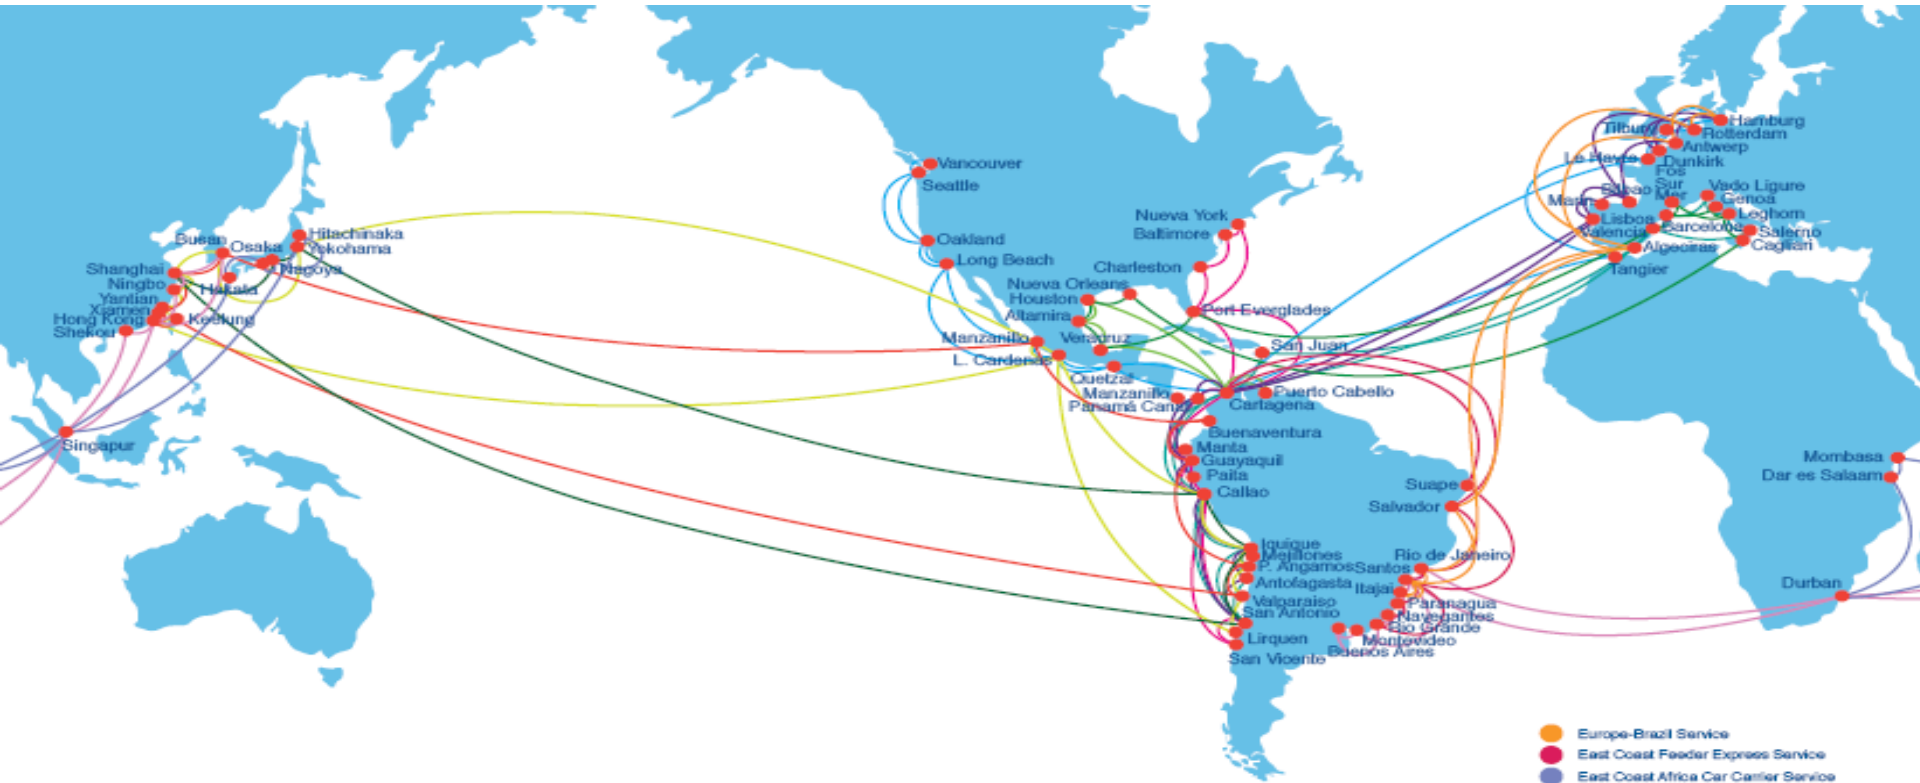 Vancouver
Seattle
Oakland
Long Beach
Nueva York
Baltimore
Charleston
Nueva Orleans
Houston
Altamira
Port Everglades
Manzanillo
Veracruz
San Juan
L. Cardenas
Quetzal
Manzanillo
Puerto Cabello
Panamá Canal
Cartagena
Buenaventura
Manta
Guayaquil
Paita
Callao
Iquique
Mejillones
P. Angamos
Antofagasta
Valparaiso
San Antonio
Lirquen
San Vicente
Suape
Salvador
Rio de Janeiro
Santos
Itajai
Paranagua
Navegantes
Rio Grande
Montevideo
Buenos Aires
Hitachinaka
Yokohama
Busan
Osaka
Nagoya
Shanghai
Ningbo
Hakata
Yantian
Xiamen
Hong Kong
Keelung
Shekou
Singapur
Hamburg
Tilbury
Rotterdam
Antwerp
Le Havre
Dunkirk
Fos
Sur
Mer
Bilbao
Vado Ligure
Genoa
Marin
Leghorn
Lisboa
Barcelona
Salerno
Valencia
Cagliari
Algeciras
Tangier
Mombasa
Dar es Salaam
Durban
Europe-Brazil Service
East Coast Feeder Express Service
East Coast Africa Car Carrier Service